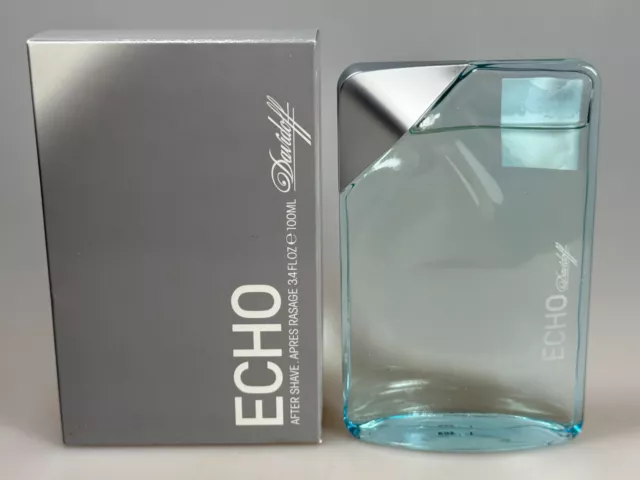 ECHO
Davidoff
AFTER SHAVE. APRES RASAGE 3.4 FL.OZ ℮ 100ML
ECHO
Davidoff